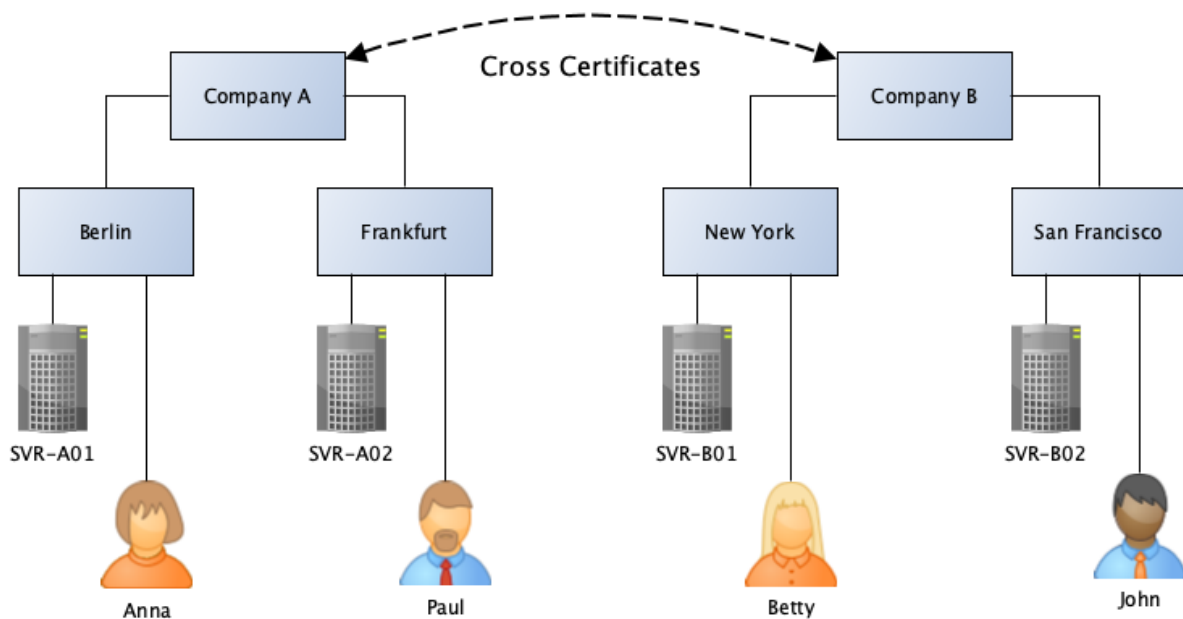 Cross Certificates
Company A
Company B
Berlin
Frankfurt
New York
San Francisco
SVR-A01
SVR-A02
SVR-B01
SVR-B02
Anna
Paul
Betty
John